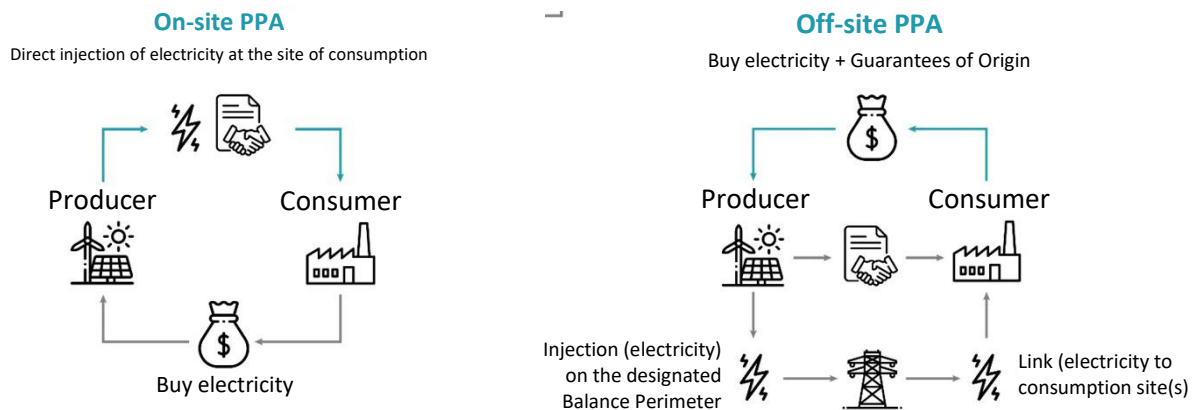 On-site PPA
Direct injection of electricity at the site of consumption
Producer
Consumer
$
Buy electricity
Off-site PPA
Buy electricity + Guarantees of Origin
$
Producer
Consumer
Injection (electricity)
on the designated
Balance Perimeter
Link (electricity to
consumption site(s)